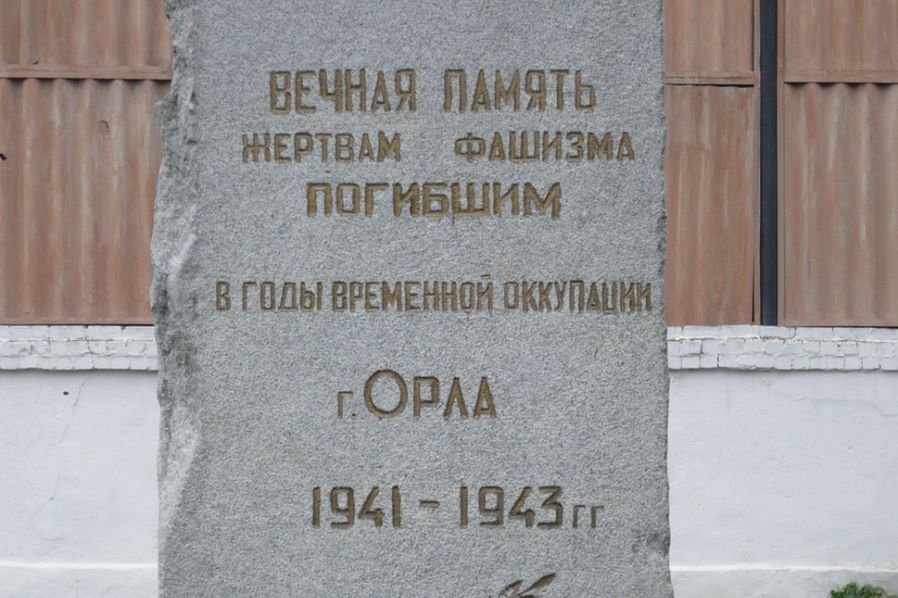 ВЕЧНАЯ ПАМЯТЬ
ЖЕРТВАМ ФАШИЗМА
ПОГИБШИМ
В ГОДЫ ВРЕМЕННОЙ ОККУПАЦИИ
г. ОРЛА
1941 - 1943 гг